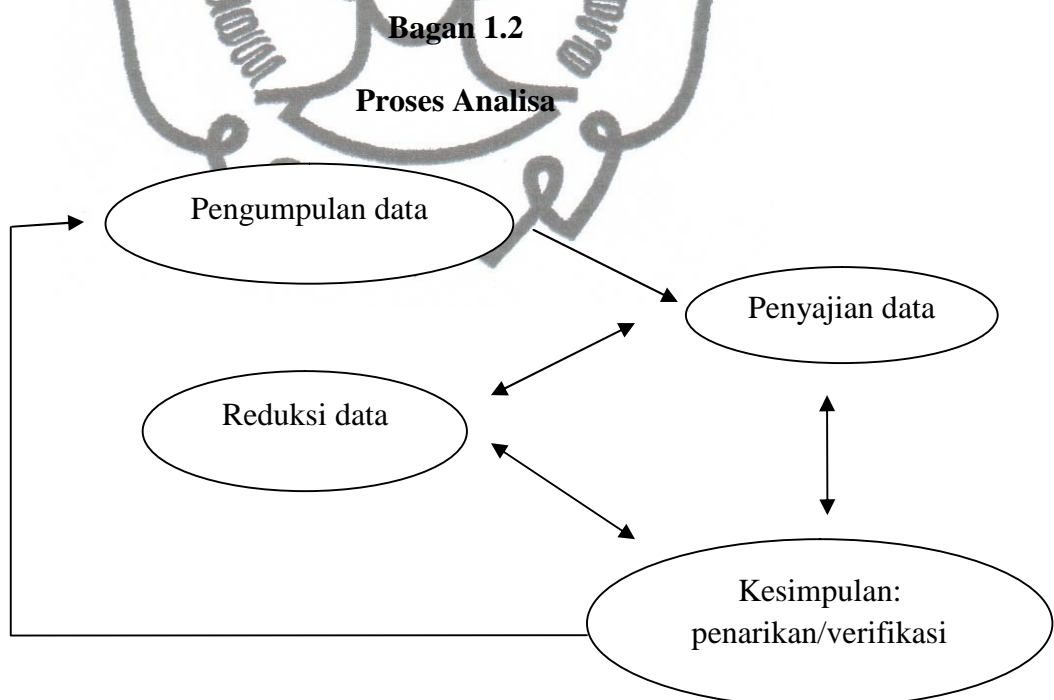 Bagan 1.2
Proses Analisa
Pengumpulan data
Penyajian data
Reduksi data
Kesimpulan:
penarikan/verifikasi